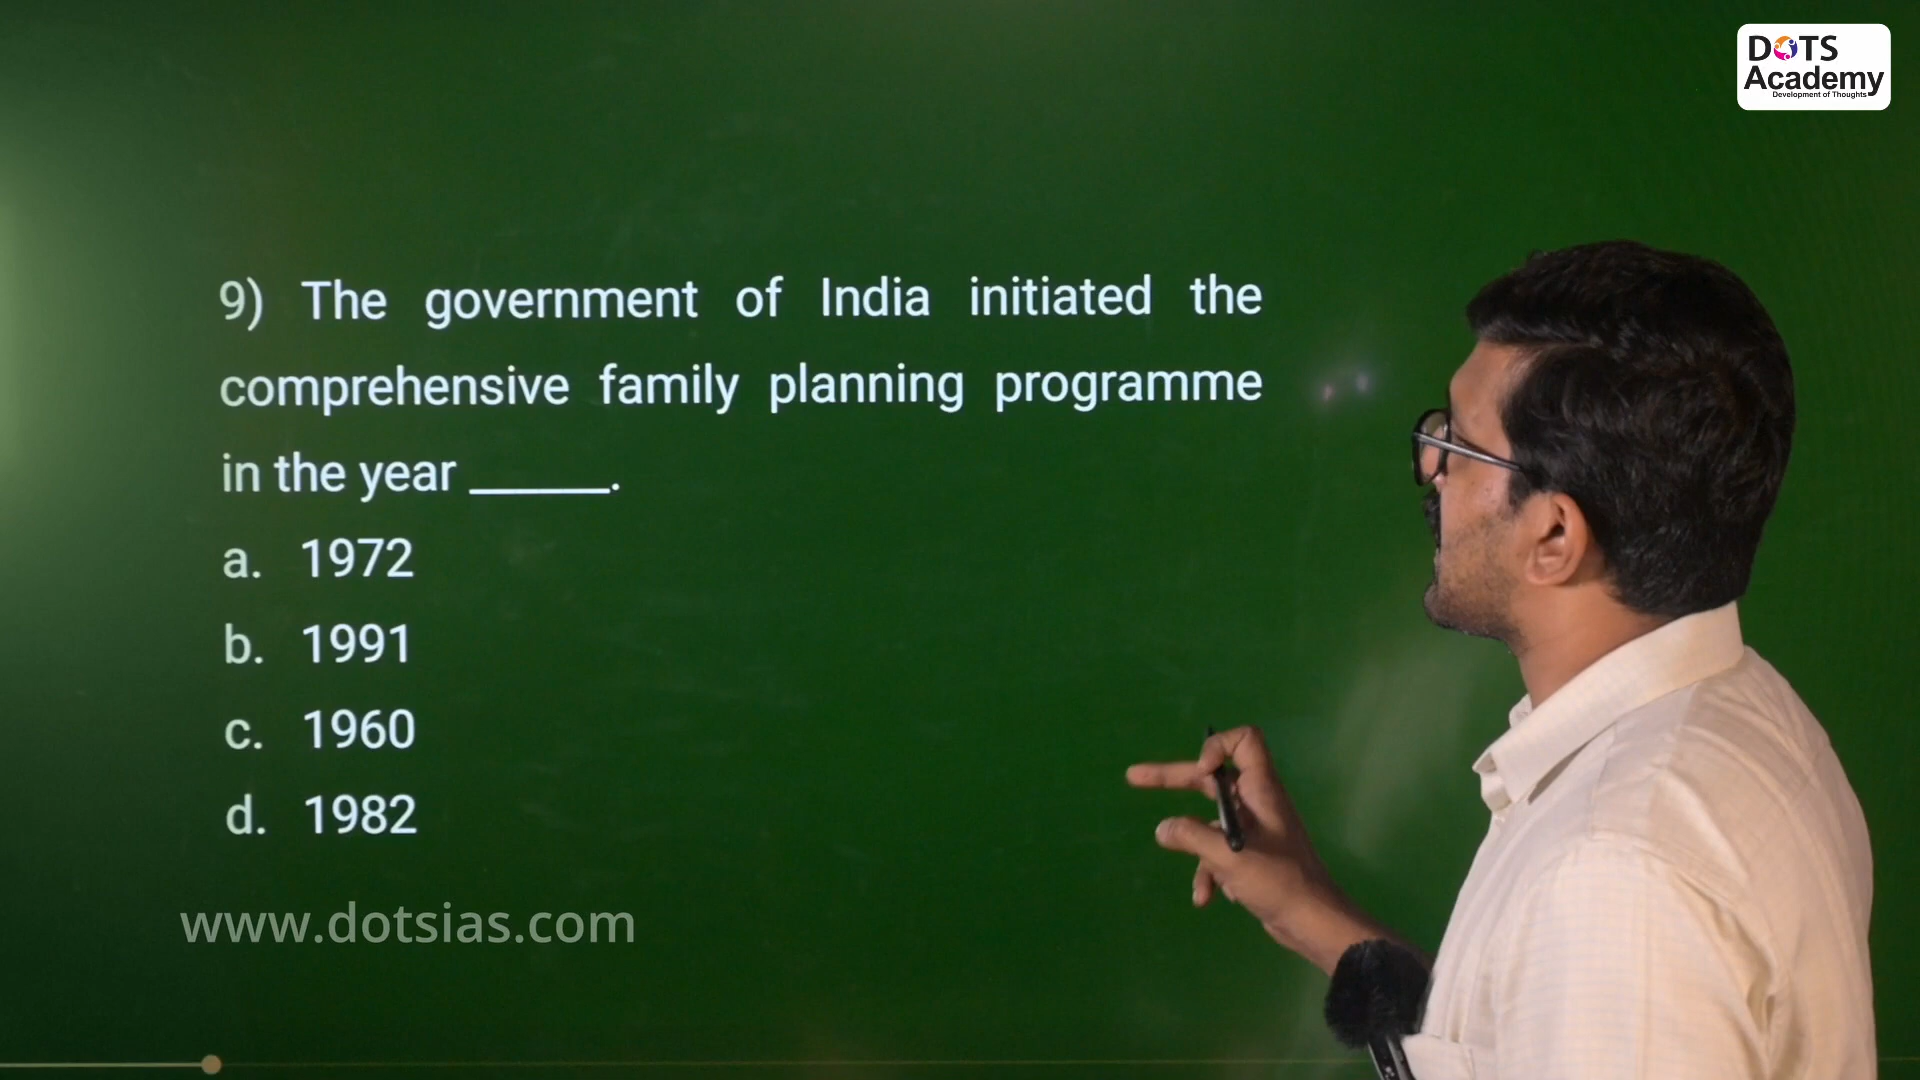 DOTS
Academy
Development of Thoughts
9) The government of India initiated the
comprehensive family planning programme
in the year _____.
a. 1972
b. 1991
c. 1960
d. 1982
www.dotsias.com